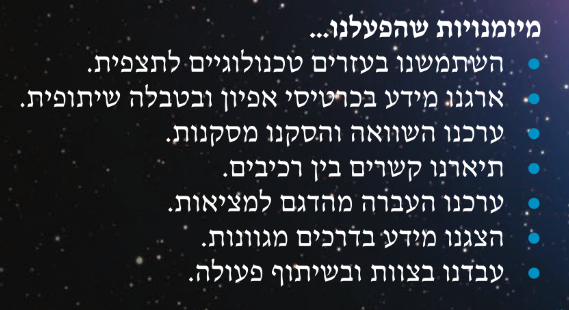 מיומנויות שהפעלנו...
• השתמשנו בעזרים טכנולוגיים לתצפית.
• ארגנו מידע בכרטיסי אפיון ובטבלה שיתופית.
• ערכנו השוואה והסקנו מסקנות.
• תיארנו קשרים בין רכיבים.
• ערכנו העברה מהדגם למציאות.
• הצגנו מידע בדרכים מגוונות.
• עבדנו בצוות ובשיתוף פעולה.